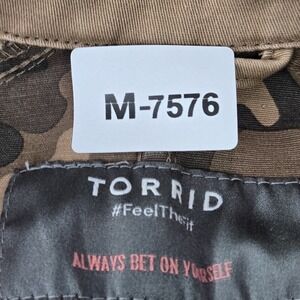 M-7576
TORRID
#FeelTheFit
ALWAYS BET ON YOURSELF